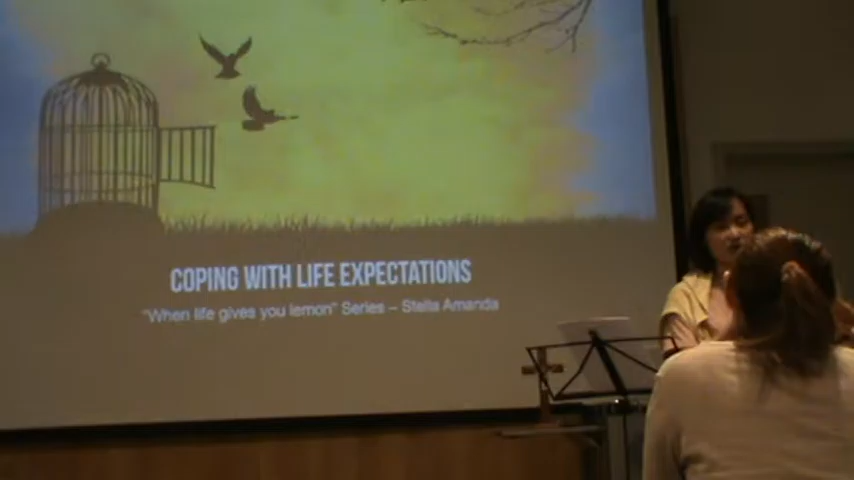 COPING WITH LIFE EXPECTATIONS
"When life gives you lemon" Series – Stella Amanda